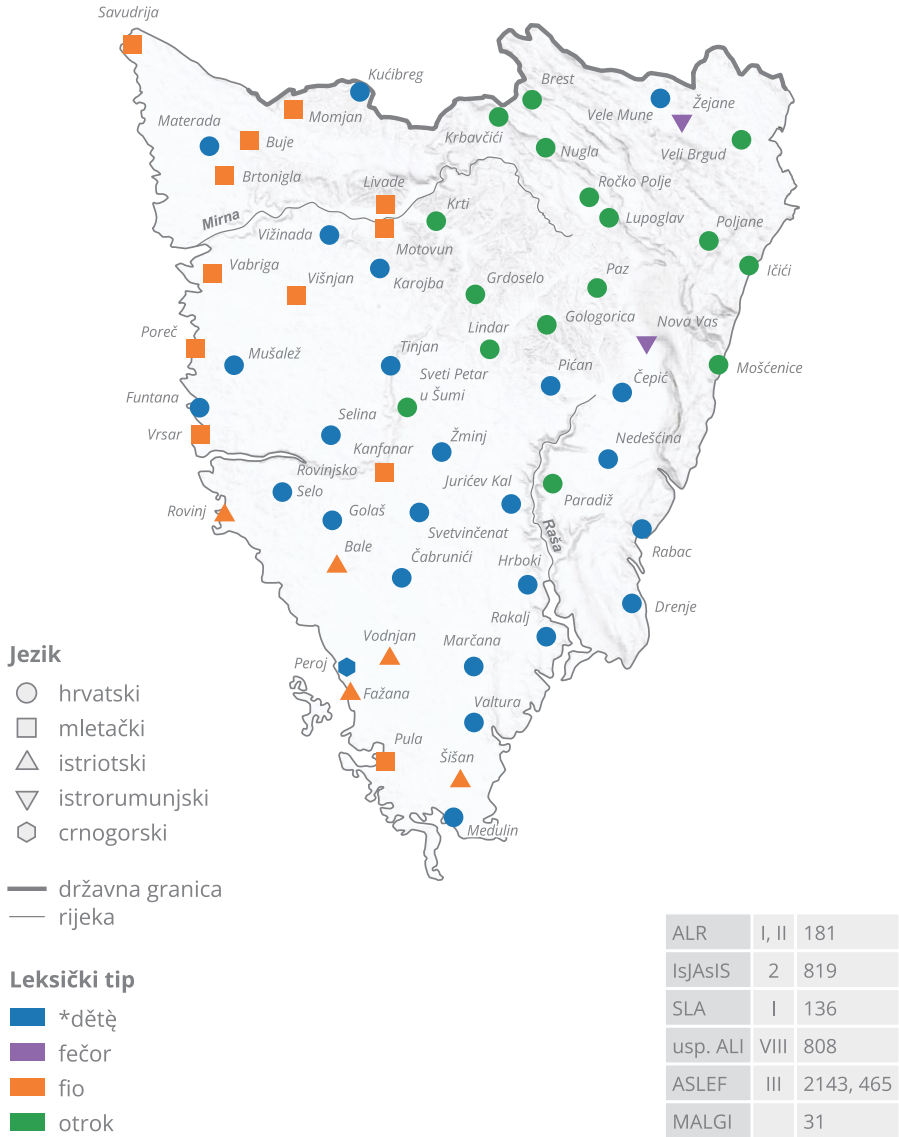 Savudrija
Kućibreg
Brest
Momjan
Vele Mune
Žejane
Materada
Buje
Krbavčići
Nugla
Veli Brgud
Brtonigla
Livade
Ročko Polje
Mirna
Krti
Lupoglav
Poljane
Vižinada
Motovun
Vabriga
Višnjan
Karojba
Grdoselo
Paz
Ičići
Gologorica
Nova Vas
Poreč
Lindar
Mušalež
Tinjan
Pićan
Mošćenice
Sveti Petar
u Šumi
Čepić
Funtana
Selina
Vrsar
Žminj
Nedešćina
Kanfanar
Rovinjsko
Selo
Jurićev Kal
Paradiž
Rovinj
Golaš
Svetvinčenat
Raša
Bale
Čabrunići
Hrboki
Rabac
Drenje
Rakalj
Vodnjan
Marčana
Peroj
Fažana
Valtura
Pula
Šišan
Medulin
Jezik
hrvatski
mletački
istriotski
istrorumunjski
crnogorski
državna granica
rijeka
Leksički tip
*dětę̀
fečor
fio
otrok
ALR I, II 181
IsJAsIS 2 819
SLA I 136
usp. ALI VIII 808
ASLEF III 2143, 465
MALGI 31